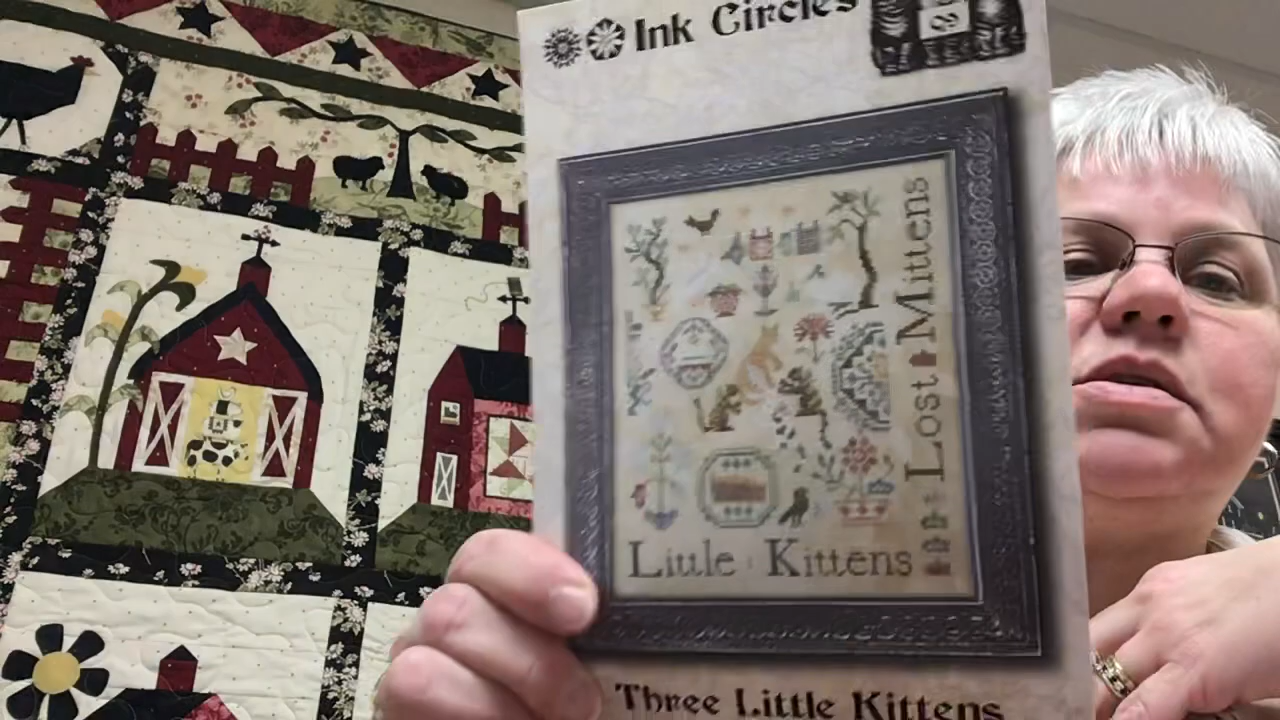 Ink Circles
Little Kittens
Lost Mittens
Three Little Kittens